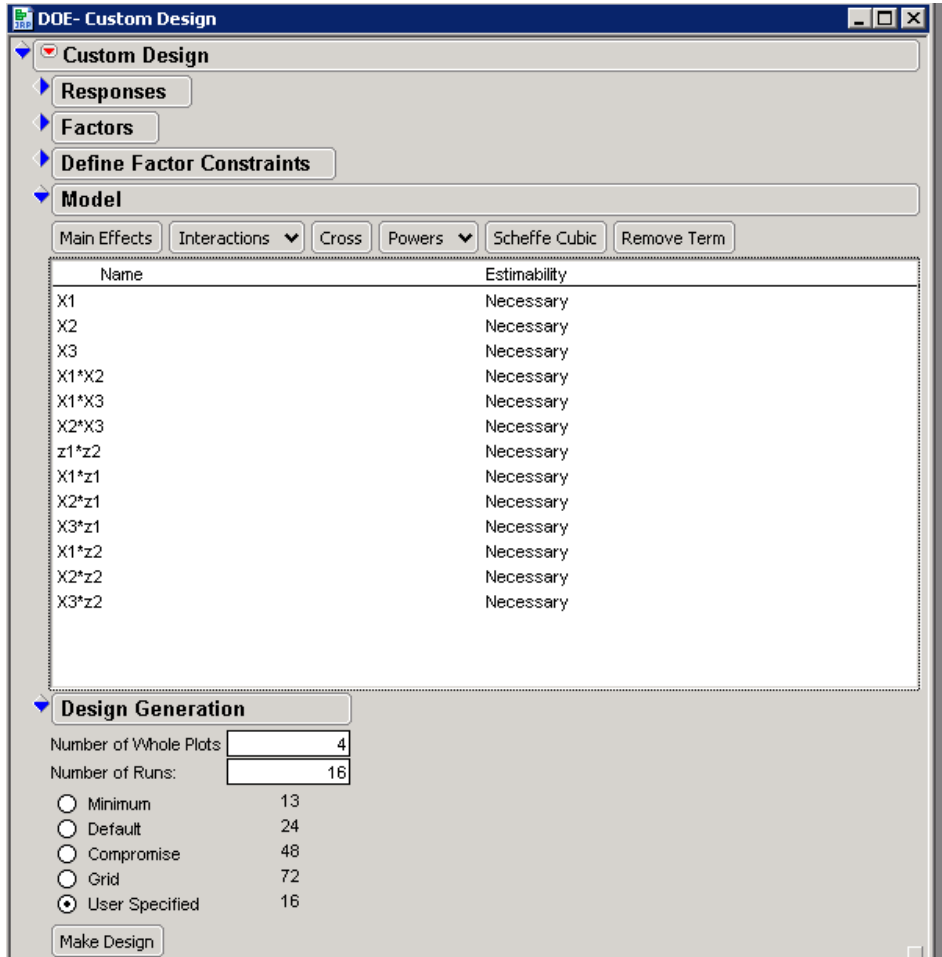 DOE- Custom Design
Custom Design
Responses
Factors
Define Factor Constraints
Model
Main Effects Interactions Cross Powers Scheffe Cubic Remove Term
Name Estimability
X1 Necessary
X2 Necessary
X3 Necessary
X1*X2 Necessary
X1*X3 Necessary
X2*X3 Necessary
z1*z2 Necessary
X1*z1 Necessary
X2*z1 Necessary
X3*z1 Necessary
X1*z2 Necessary
X2*z2 Necessary
X3*z2 Necessary
Design Generation
Number of Whole Plots 4
Number of Runs: 16
Minimum 13
Default 24
Compromise 48
Grid 72
User Specified 16
Make Design